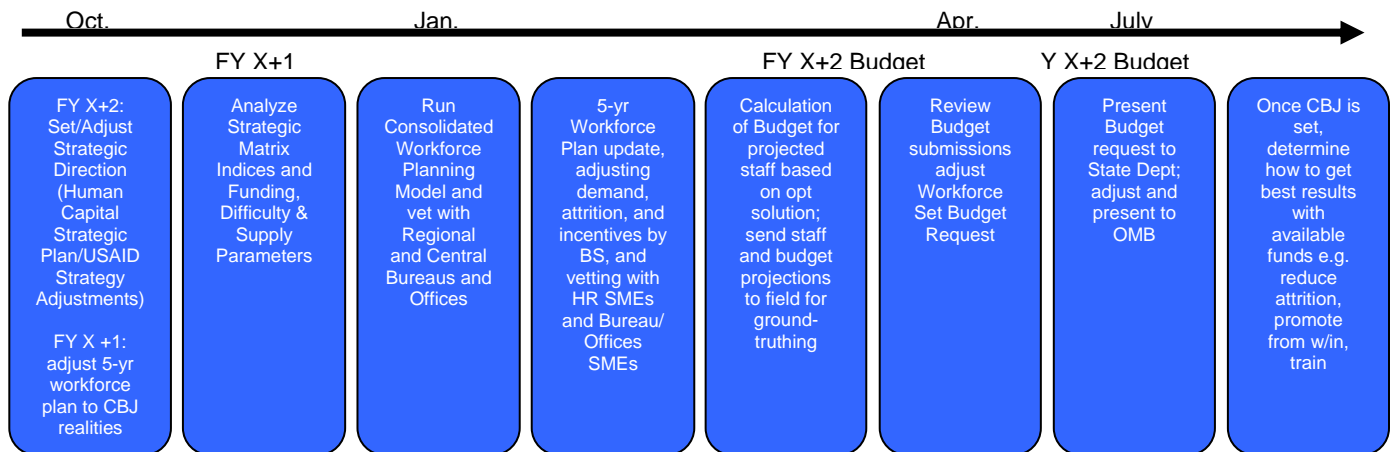 Oct.
Jan.
Apr.
July
FY X+1
FY X+2 Budget
Y X+2 Budget
FY X+2:
Set/Adjust
Strategic
Direction
(Human
Capital
Strategic
Plan/USAID
Strategy
Adjustments)
FY X +1:
adjust 5-yr
workforce
plan to CBJ
realities
Analyze
Strategic
Matrix
Indices and
Funding,
Difficulty &
Supply
Parameters
Run
Consolidated
Workforce
Planning
Model and
vet with
Regional
and Central
Bureaus and
Offices
5-yr
Workforce
Plan update,
adjusting
demand,
attrition, and
incentives by
BS, and
vetting with
HR SMEs
and Bureau/
Offices
SMEs
Calculation
of Budget for
projected
staff based
on opt
solution;
send staff
and budget
projections
to field for
ground-
truthing
Review
Budget
submissions
adjust
Workforce
Set Budget
Request
Present
Budget
request to
State Dept;
adjust and
present to
OMB
Once CBJ is
set,
determine
how to get
best results
with
available
funds e.g.
reduce
attrition,
promote
from w/in,
train